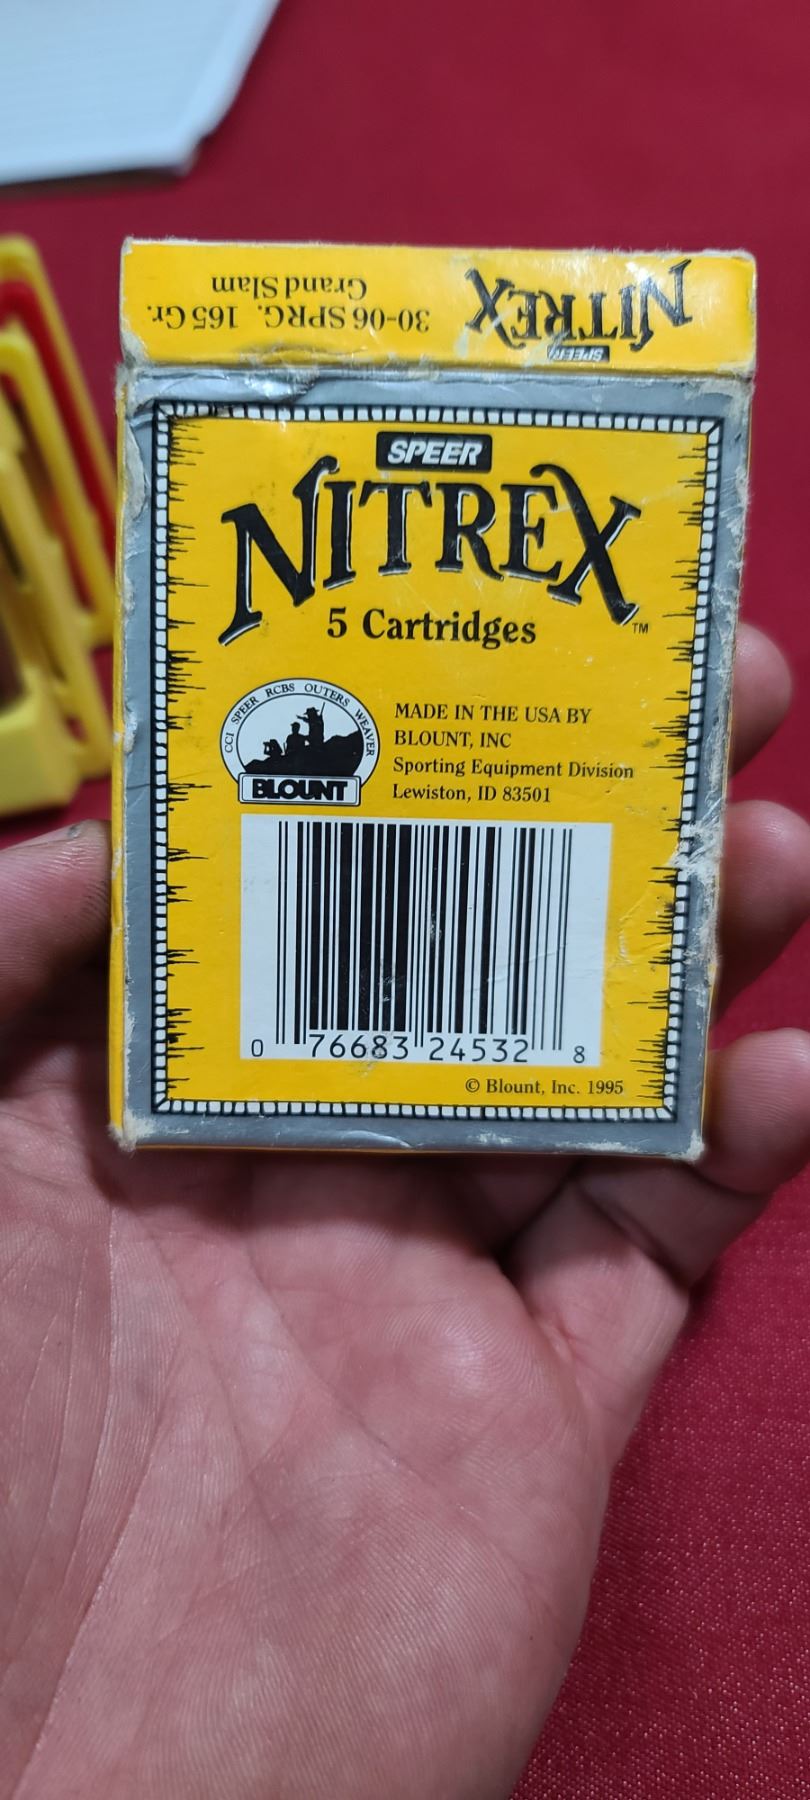 30-06 SPRG. 165 Gr.
Grand Slam
SPEER
NITREX
SPEER
NITREX™
5 Cartridges
CCI SPEER RCBS OUTERS WEAVER
BLOUNT
MADE IN THE USA BY
BLOUNT, INC
Sporting Equipment Division
Lewiston, ID 83501
0 76683 24532 8
© Blount, Inc. 1995